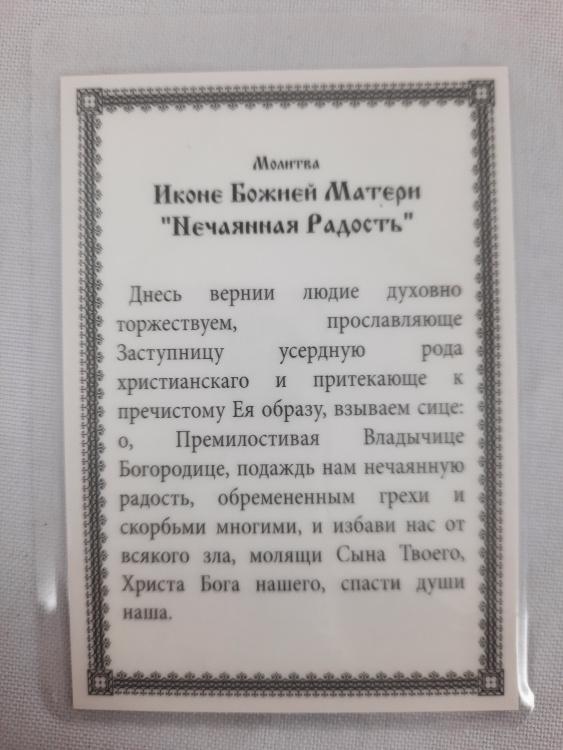 Молитва
Иконе Божией Матери
"Нечаянная Радость"
Днесь вернии людие духовно
торжествуем, прославляюще
Заступницу усердную рода
христианскаго и притекающе к
пречистому Ея образу, взываем сице:
о, Премилостивая Владычице
Богородице, подаждь нам нечаянную
радость, обремененным грехи и
скорбьми многими, и избави нас от
всякого зла, молящи Сына Твоего,
Христа Бога нашего, спасти души
наша.